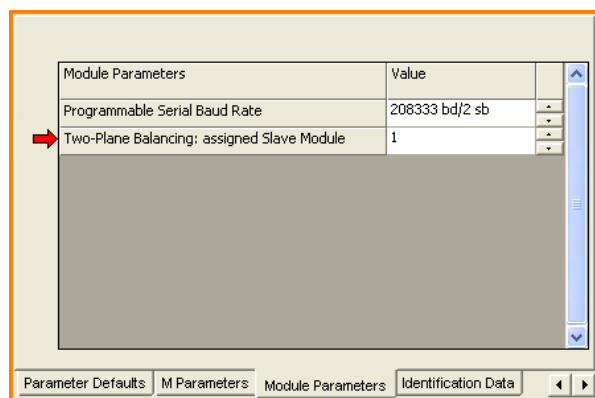 Module Parameters Value
Programmable Serial Baud Rate 208333 bd/2 sb
Two-Plane Balancing: assigned Slave Module 1
Parameter Defaults M Parameters Module Parameters Identification Data